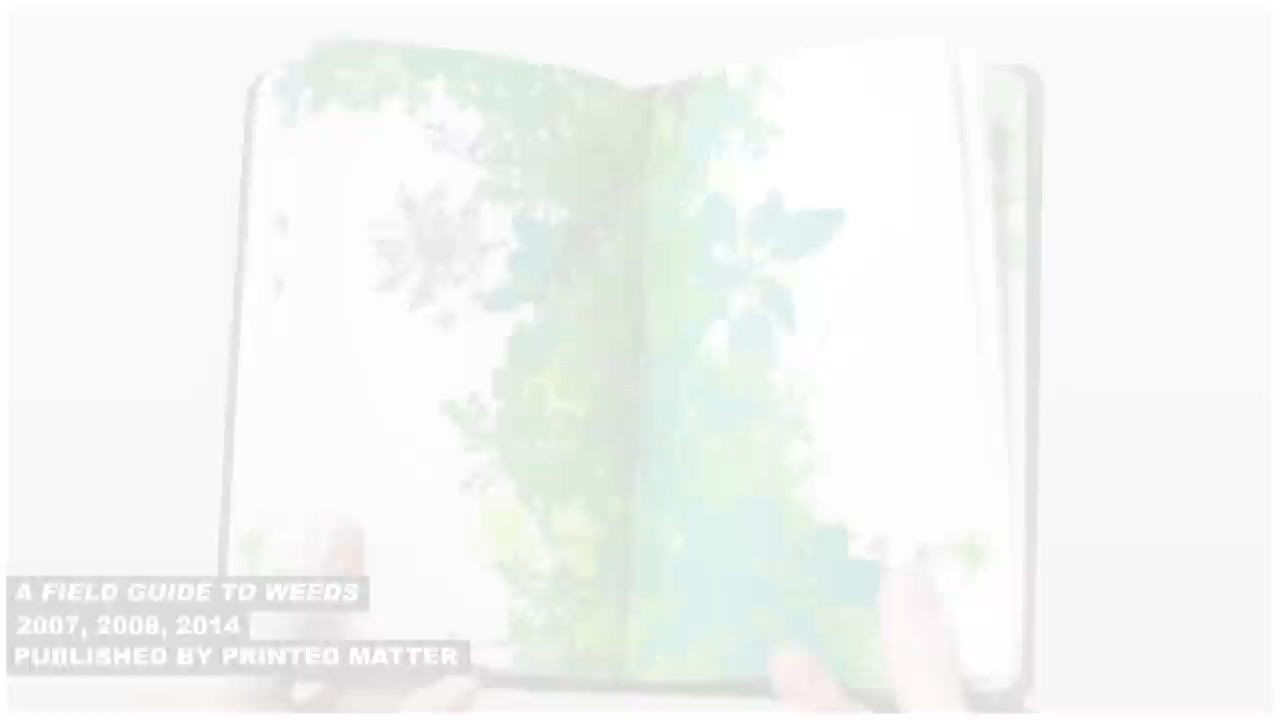 A FIELD GUIDE TO WEEDS
2007, 2008, 2014
PUBLISHED BY PRINTED MATTER